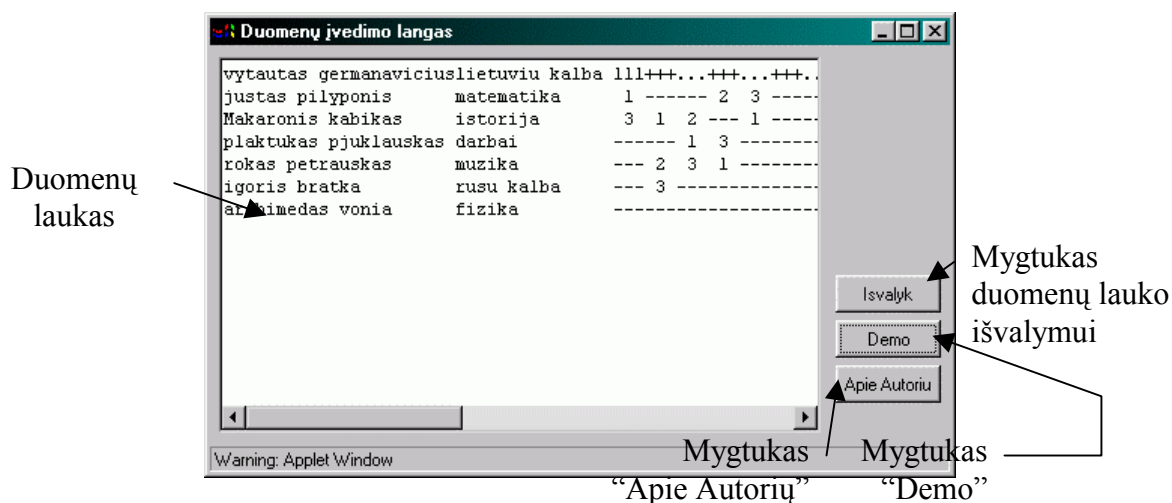 Duomenų įvedimo langas
vytautas germanaviciuslietuviu kalba lll+++...+++...+++..
justas pilyponis matematika 1 ------ 2 3 -----
Makaronis kabikas istorija 3 1 2 --- 1 -----
plaktukas pjuklauskas darbai ------ 1 3 --------
rokas petrauskas muzika --- 2 3 1 --------
igoris bratka rusu kalba --- 3 --------------
archimedas vonia fizika --------------------
Duomenų
laukas
Isvalyk
Demo
Apie Autoriu
Mygtukas
duomenų lauko
išvalymui
Warning: Applet Window
Mygtukas
“Apie Autorių”
Mygtukas
“Demo”